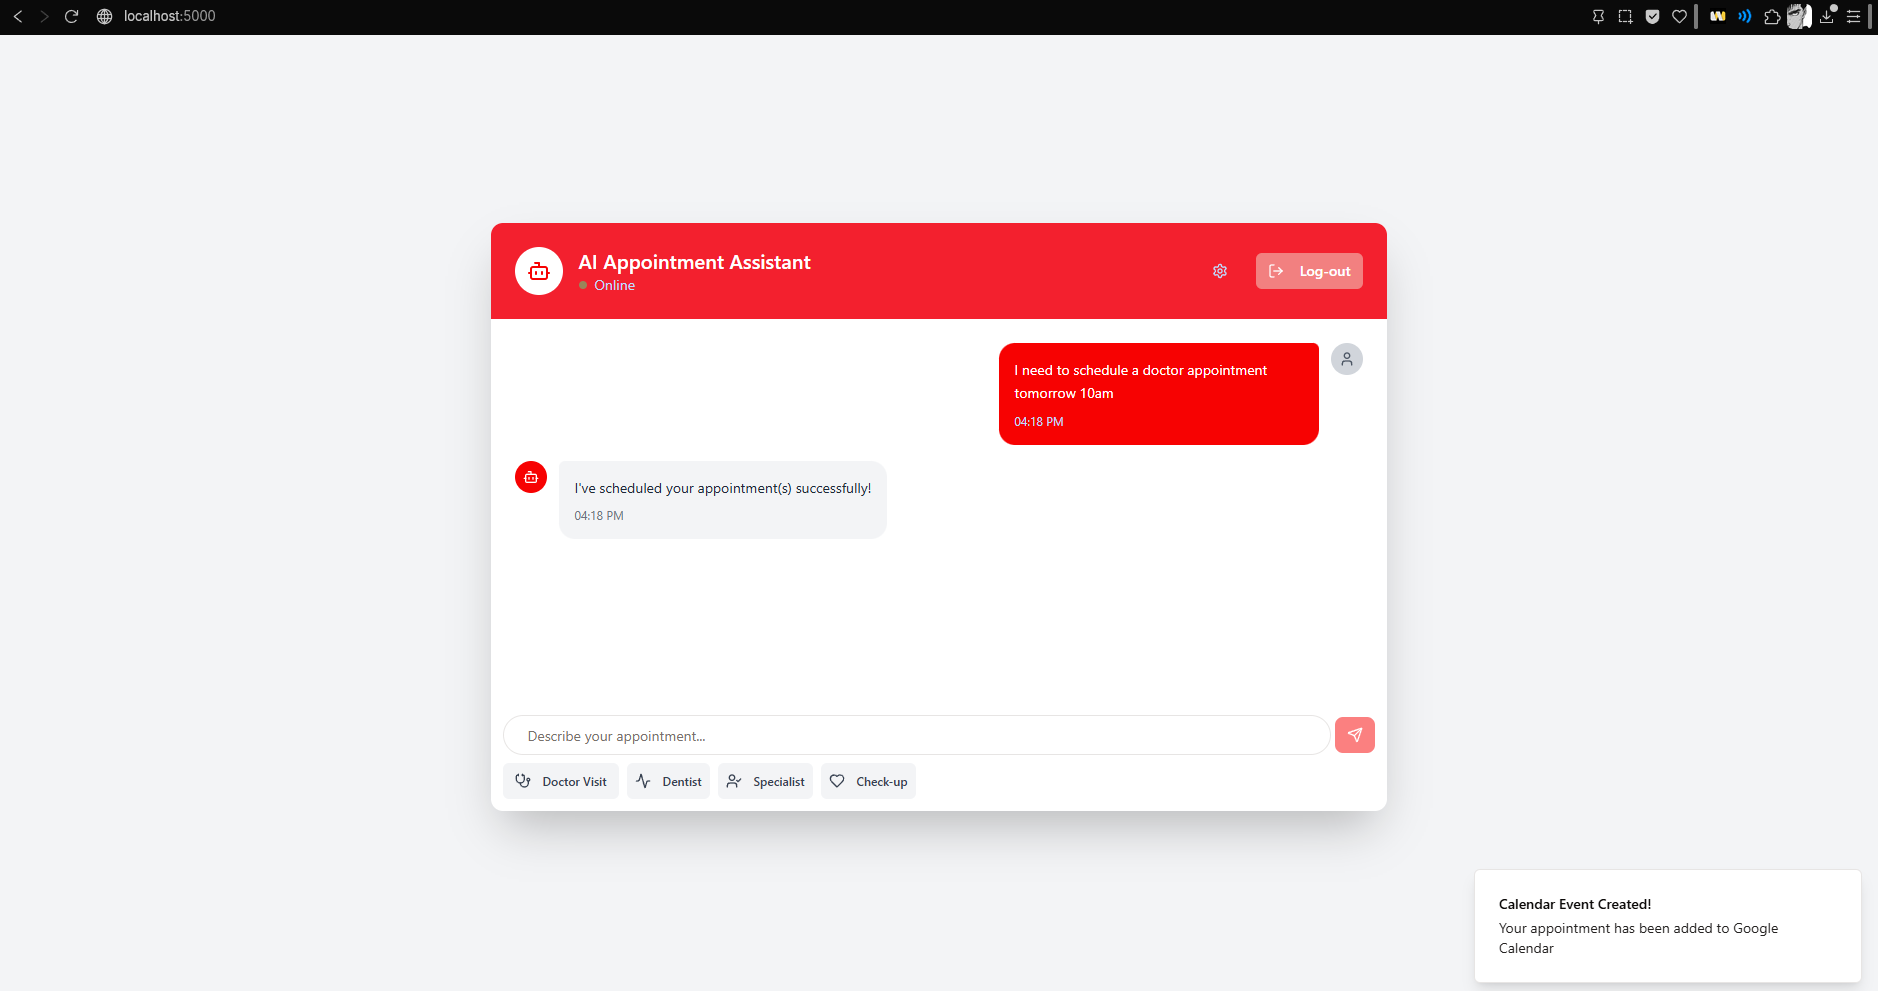 localhost:5000
AI Appointment Assistant
Online
Log-out
I need to schedule a doctor appointment
tomorrow 10am
04:18 PM
I've scheduled your appointment(s) successfully!
04:18 PM
Describe your appointment...
Doctor Visit
Dentist
Specialist
Check-up
Calendar Event Created!
Your appointment has been added to Google
Calendar